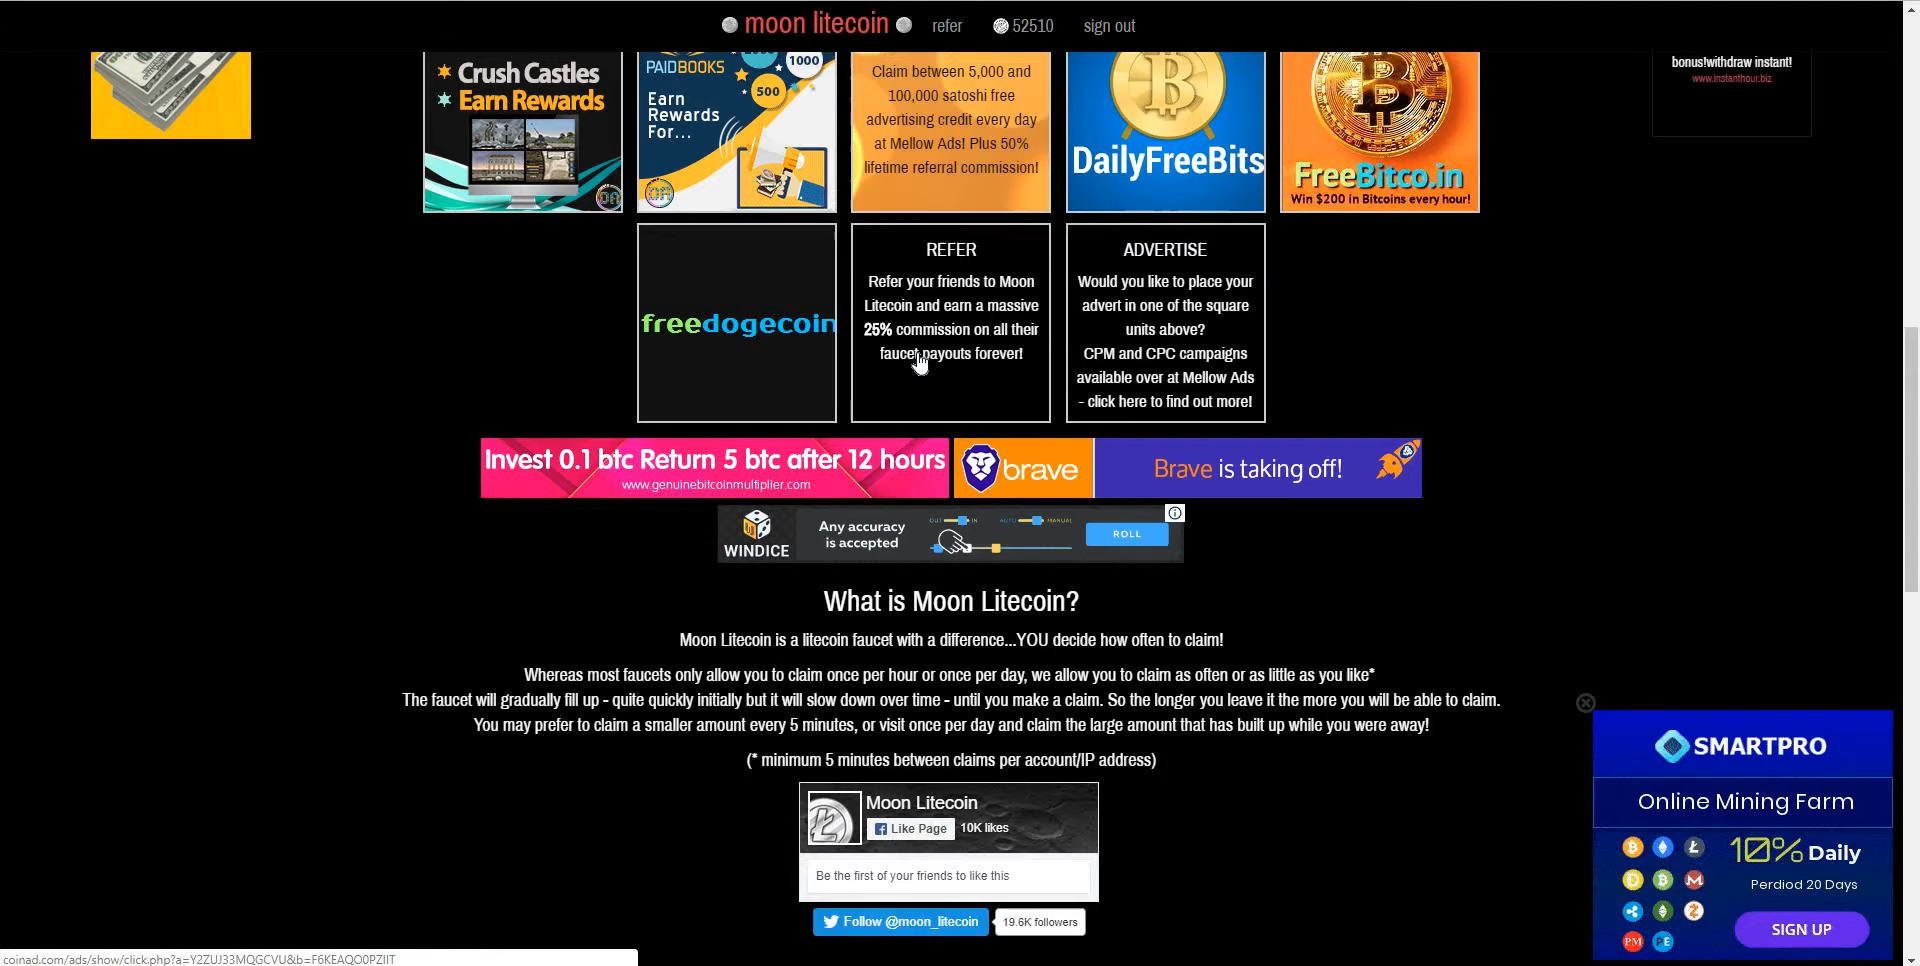 moon litecoin
refer
52510
sign out
Crush Castles
Earn Rewards
PAIDBOOKS
Earn
Rewards
For...
1000
500
Claim between 5,000 and
100,000 satoshi free
advertising credit every day
at Mellow Ads! Plus 50%
lifetime referral commission!
DailyFreeBits
FreeBitco.in
Win $200 in Bitcoins every hour!
bonus!withdraw instant!
www.instanthour.biz
freedogecoin
REFER
Refer your friends to Moon
Litecoin and earn a massive
25% commission on all their
faucet payouts forever!
ADVERTISE
Would you like to place your
advert in one of the square
units above?
CPM and CPC campaigns
available over at Mellow Ads
- click here to find out more!
Invest 0.1 btc Return 5 btc after 12 hours
www.genuinebitcoinmultiplier.com
brave
Brave is taking off!
WINDICE
Any accuracy
is accepted
OUT
IN
AUTO
MANUAL
ROLL
What is Moon Litecoin?
Moon Litecoin is a litecoin faucet with a difference...YOU decide how often to claim!
Whereas most faucets only allow you to claim once per hour or once per day, we allow you to claim as often or as little as you like*
The faucet will gradually fill up - quite quickly initially but it will slow down over time - until you make a claim. So the longer you leave it the more you will be able to claim.
You may prefer to claim a smaller amount every 5 minutes, or visit once per day and claim the large amount that has built up while you were away!
(* minimum 5 minutes between claims per account/IP address)
Moon Litecoin
Like Page
10K likes
Be the first of your friends to like this
Follow @moon_litecoin
19.6K followers
SMARTPRO
Online Mining Farm
10% Daily
Perdiod 20 Days
SIGN UP
PM
PE
coinad.com/ads/show/click.php?a=Y2ZUJ33MQGCVU&b=F6KEAQO0PZIIT